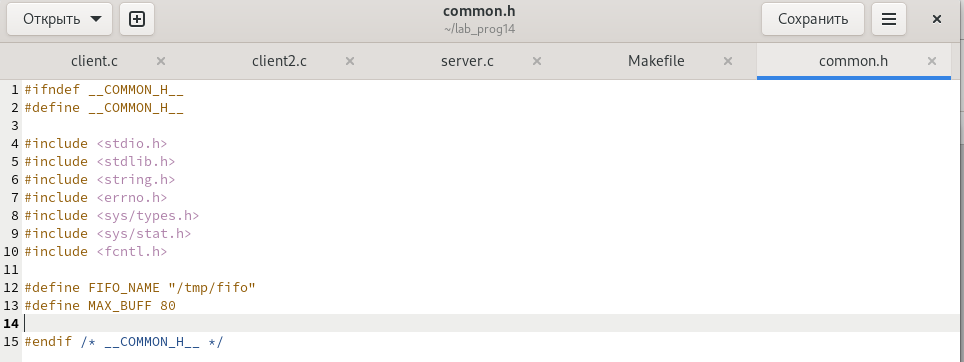 Открыть
common.h
~/lab_prog14
Сохранить
client.c × client2.c × server.c × Makefile × common.h ×
1 #ifndef __COMMON_H__
2 #define __COMMON_H__
3
4 #include <stdio.h>
5 #include <stdlib.h>
6 #include <string.h>
7 #include <errno.h>
8 #include <sys/types.h>
9 #include <sys/stat.h>
10 #include <fcntl.h>
11
12 #define FIFO_NAME "/tmp/fifo"
13 #define MAX_BUFF 80
14
15 #endif /* __COMMON_H__ */